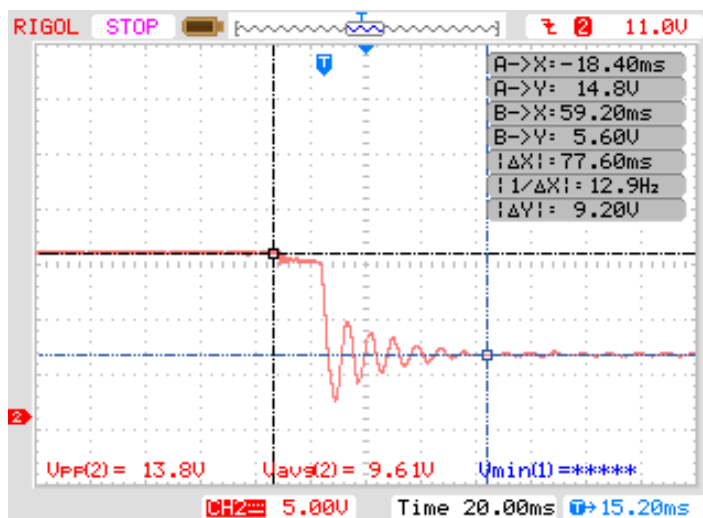 RIGOL STOP T 2 11.0V
T
A->X:-18.40ms
A->Y: 14.8V
B->X:59.20ms
B->Y: 5.60V
|ΔX|:77.60ms
|1/ΔX|:12.9Hz
|ΔY|: 9.20V
2
Vpp(2)= 13.8V Vavg(2)= 9.61V Vmin(1)=*****
CH2 5.00V Time 20.00ms T→15.20ms